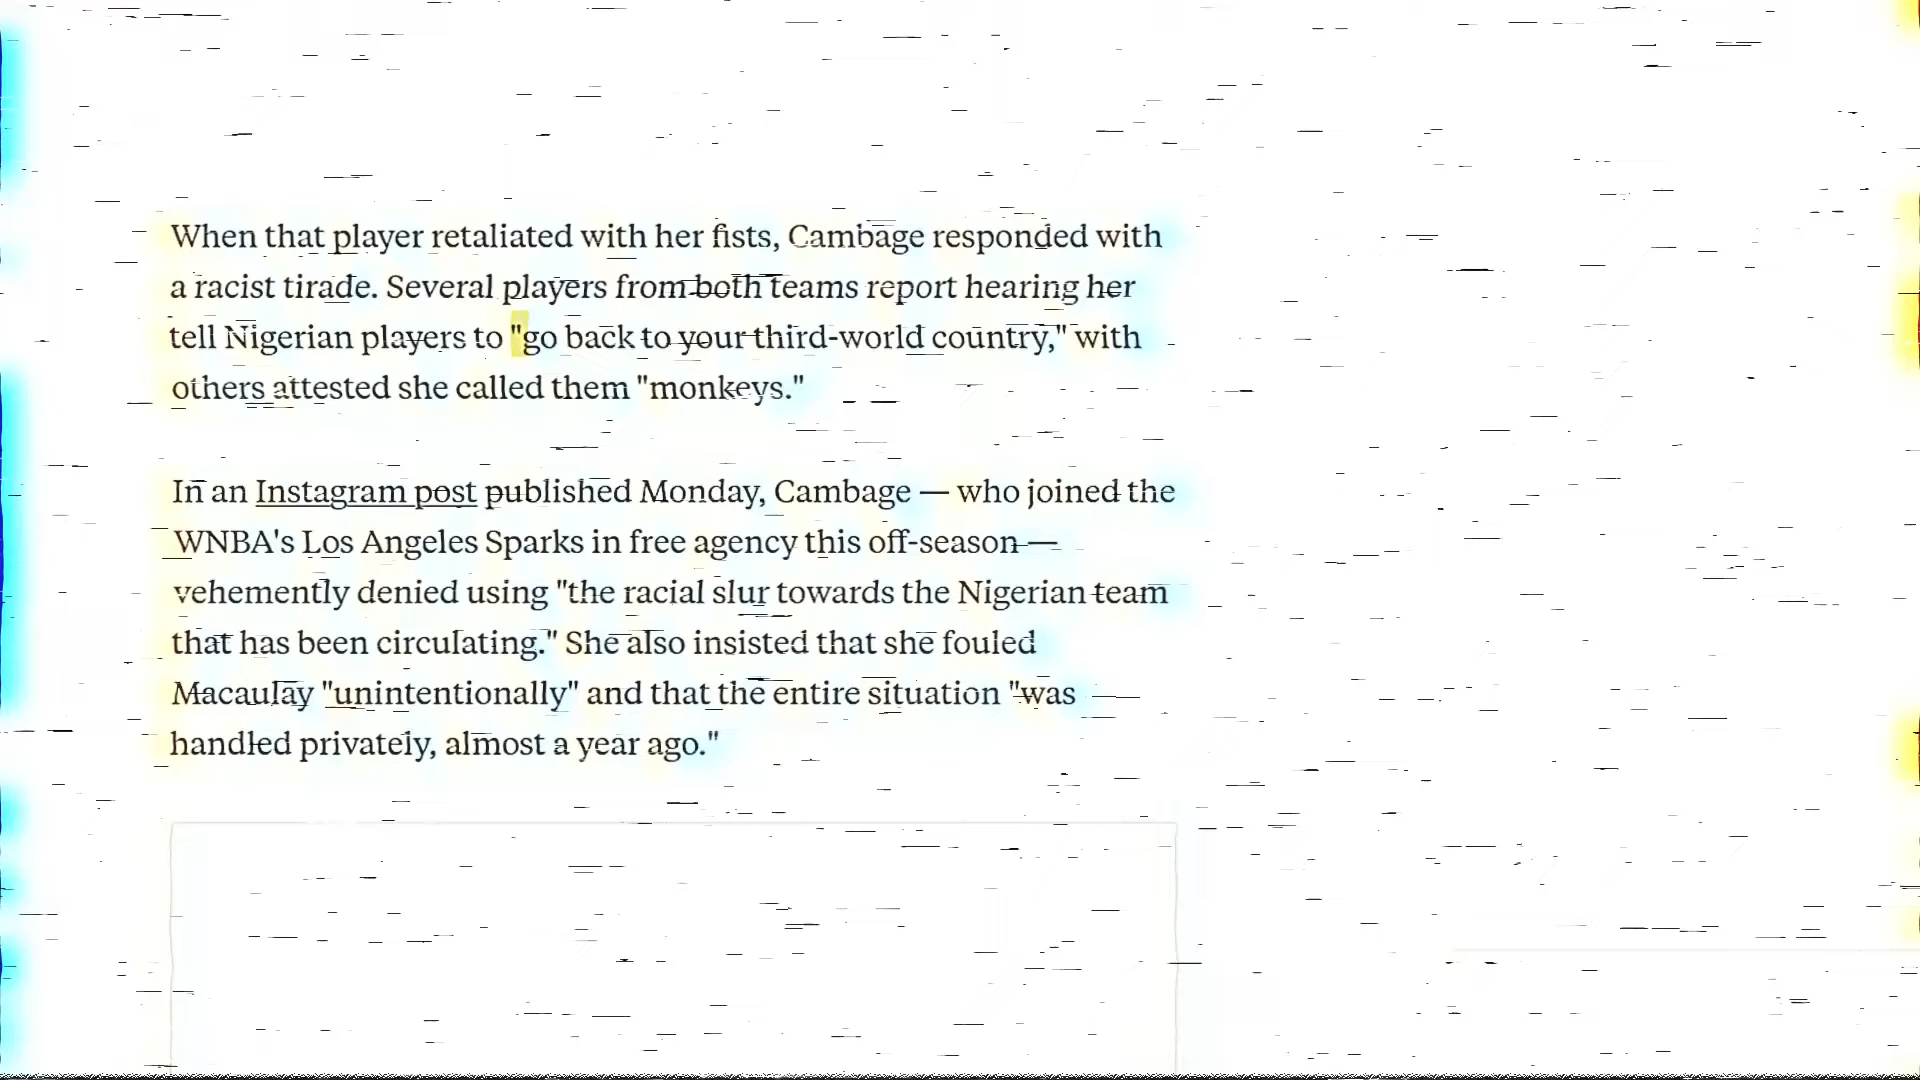 When that player retaliated with her fists, Cambage responded with
a racist tirade. Several players from both teams report hearing her
tell Nigerian players to "go back to your third-world country," with
others attested she called them "monkeys."
In an Instagram post published Monday, Cambage — who joined the
WNBA's Los Angeles Sparks in free agency this off-season —
vehemently denied using "the racial slur towards the Nigerian team
that has been circulating." She also insisted that she fouled
Macaulay "unintentionally" and that the entire situation "was
handled privately, almost a year ago."